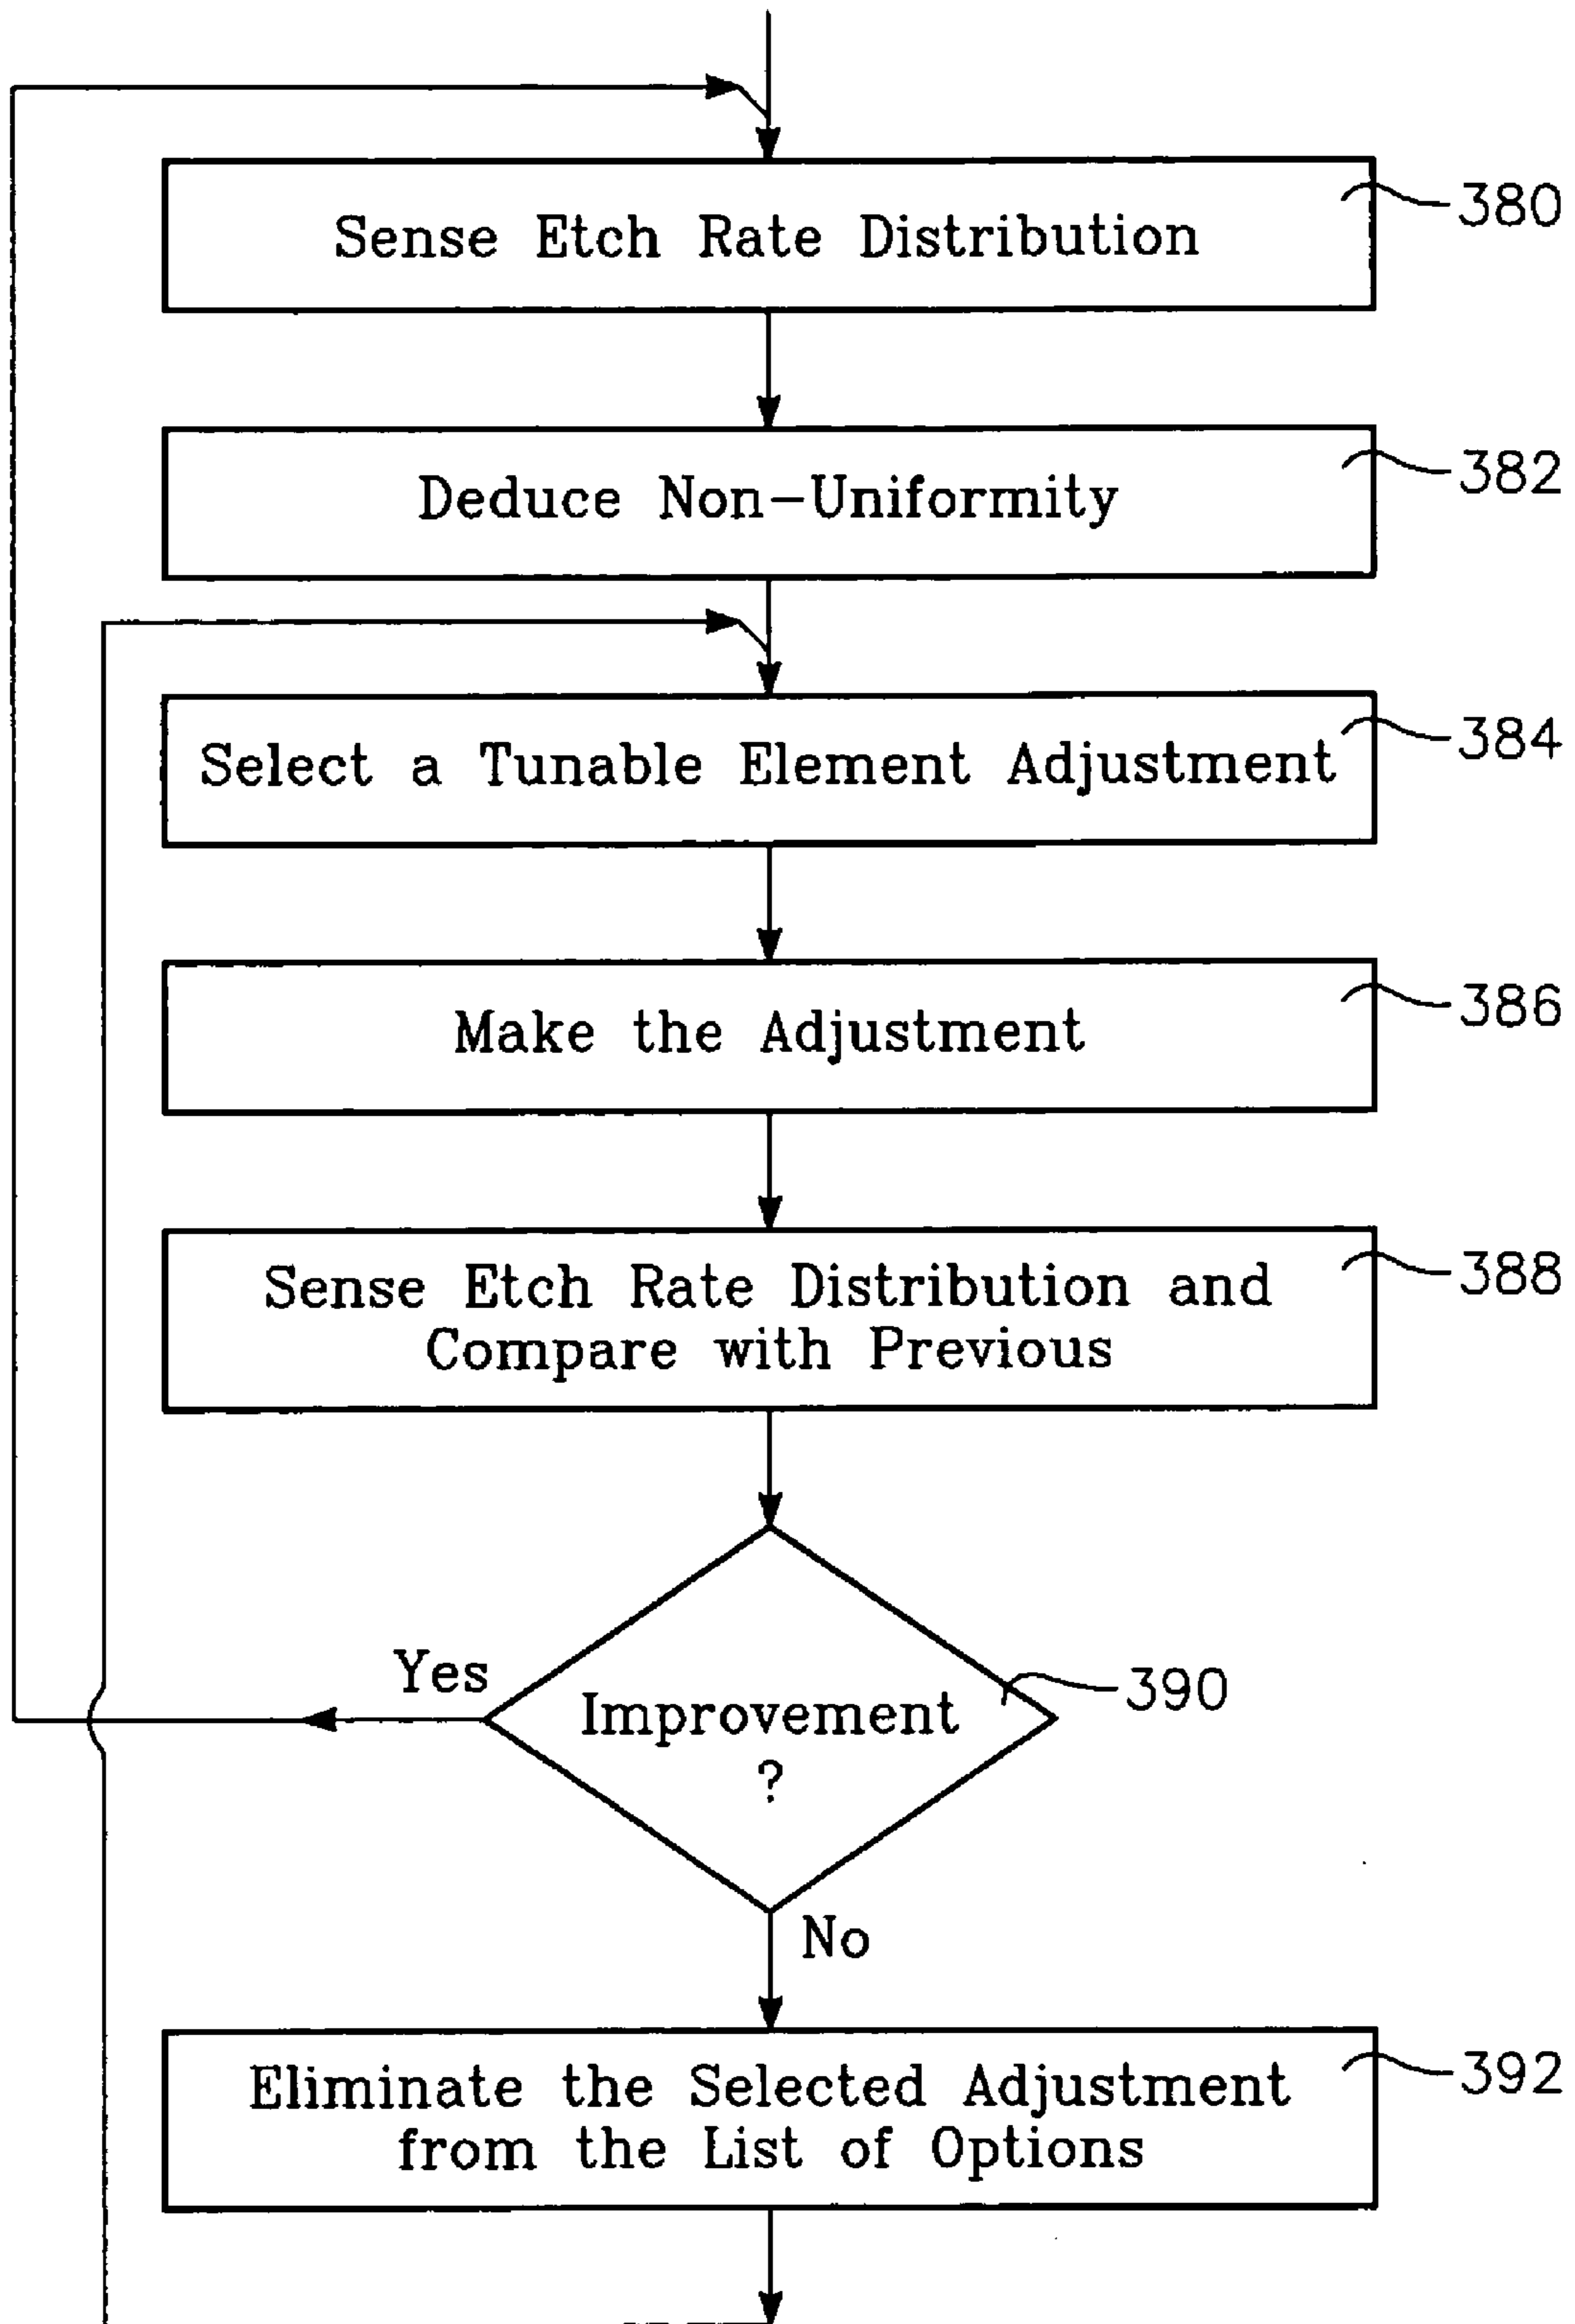 Sense Etch Rate Distribution
380
Deduce Non-Uniformity
382
Select a Tunable Element Adjustment
384
Make the Adjustment
386
Sense Etch Rate Distribution and
Compare with Previous
388
Yes
Improvement
?
390
No
Eliminate the Selected Adjustment
from the List of Options
392